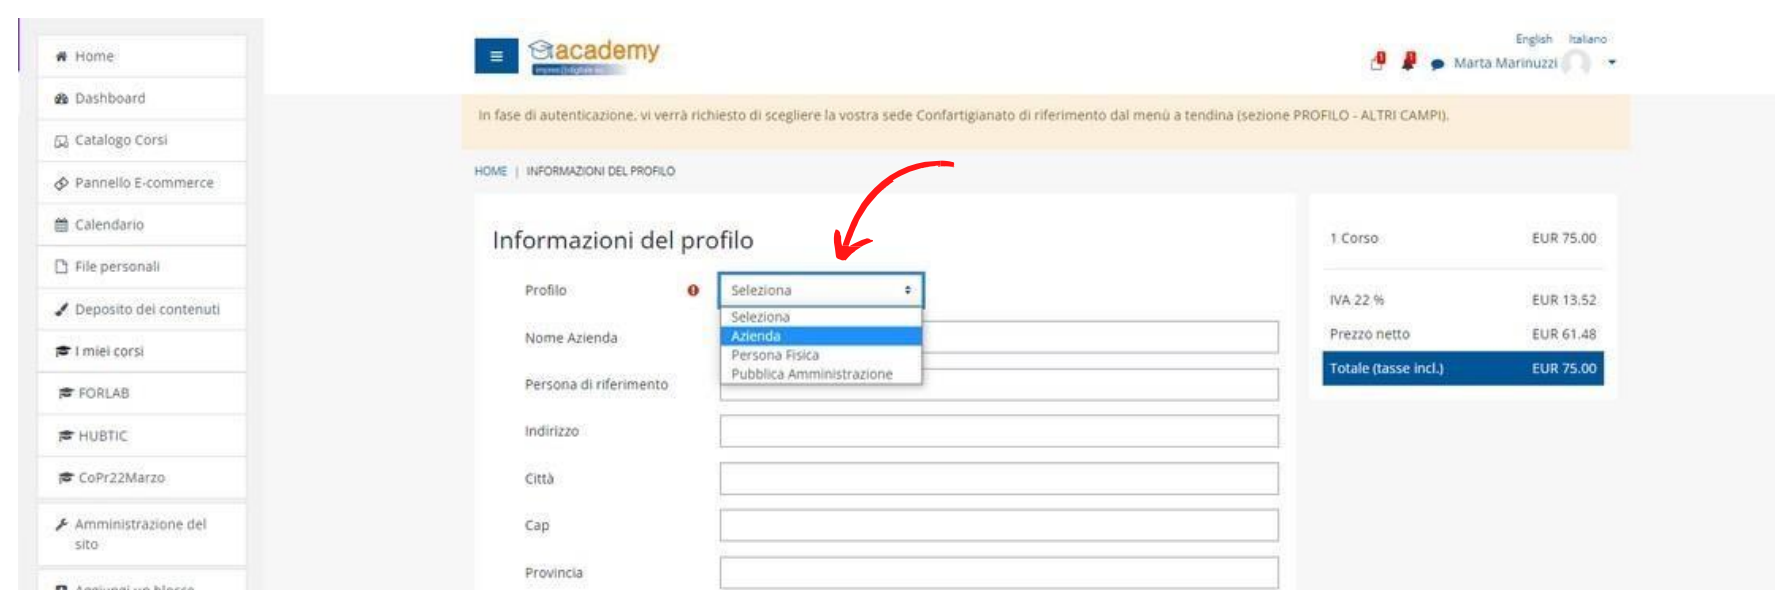 Home
Dashboard
Catalogo Corsi
Pannello E-commerce
Calendario
File personali
Deposito dei contenuti
I miei corsi
FORLAB
HUBTIC
CoPr22Marzo
Amministrazione del
sito
Aggiungi un blocco
academy
English Italiano
Marta Marinuzzi
In fase di autenticazione, vi verrà richiesto di scegliere la vostra sede Confartigianato di riferimento dal menù a tendina (sezione PROFILO - ALTRI CAMPI).
HOME | INFORMAZIONI DEL PROFILO
Informazioni del profilo
Profilo
Seleziona
Seleziona
Azienda
Persona Fisica
Pubblica Amministrazione
Nome Azienda
Persona di riferimento
Indirizzo
Città
Cap
Provincia
1 Corso EUR 75.00
IVA 22 % EUR 13.52
Prezzo netto EUR 61.48
Totale (tasse incl.) EUR 75.00